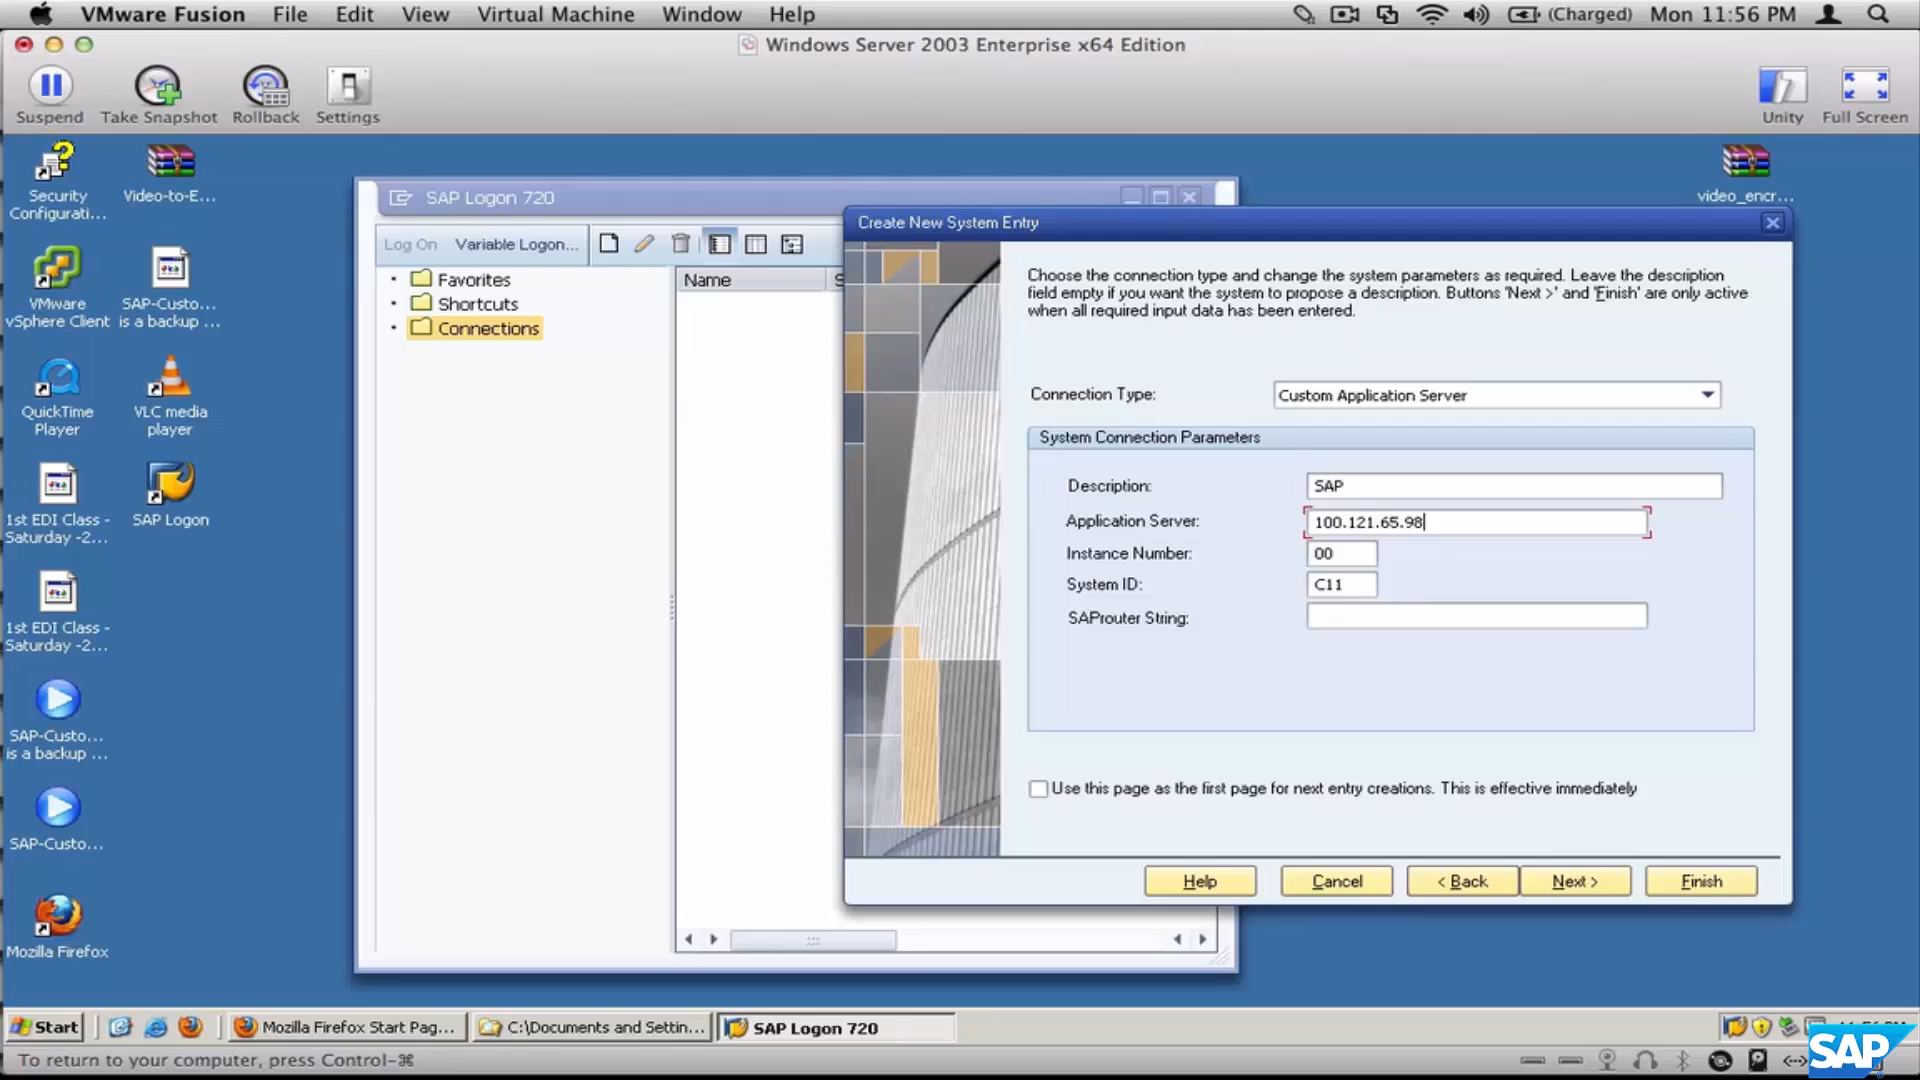 VMware Fusion File Edit View Virtual Machine Window Help (Charged) Mon 11:56 PM
Windows Server 2003 Enterprise x64 Edition
Suspend Take Snapshot Rollback Settings Unity Full Screen
Security
Configurati...
Video-to-E...
video_encr...
VMware
vSphere Client
SAP-Custo...
is a backup ...
QuickTime
Player
VLC media
player
1st EDI Class -
Saturday -2...
SAP Logon
1st EDI Class -
Saturday -2...
SAP-Custo...
is a backup ...
SAP-Custo...
Mozilla Firefox
SAP Logon 720
Log On Variable Logon...
Favorites
Shortcuts
Connections
Name
Create New System Entry
Choose the connection type and change the system parameters as required. Leave the description
field empty if you want the system to propose a description. Buttons 'Next >' and 'Finish' are only active
when all required input data has been entered.
Connection Type: Custom Application Server
System Connection Parameters
Description: SAP
Application Server: 100.121.65.98
Instance Number: 00
System ID: C11
SAProuter String:
Use this page as the first page for next entry creations. This is effective immediately
Help Cancel < Back Next > Finish
Start Mozilla Firefox Start Pag... C:\Documents and Settin... SAP Logon 720
To return to your computer, press Control-⌘
SAP